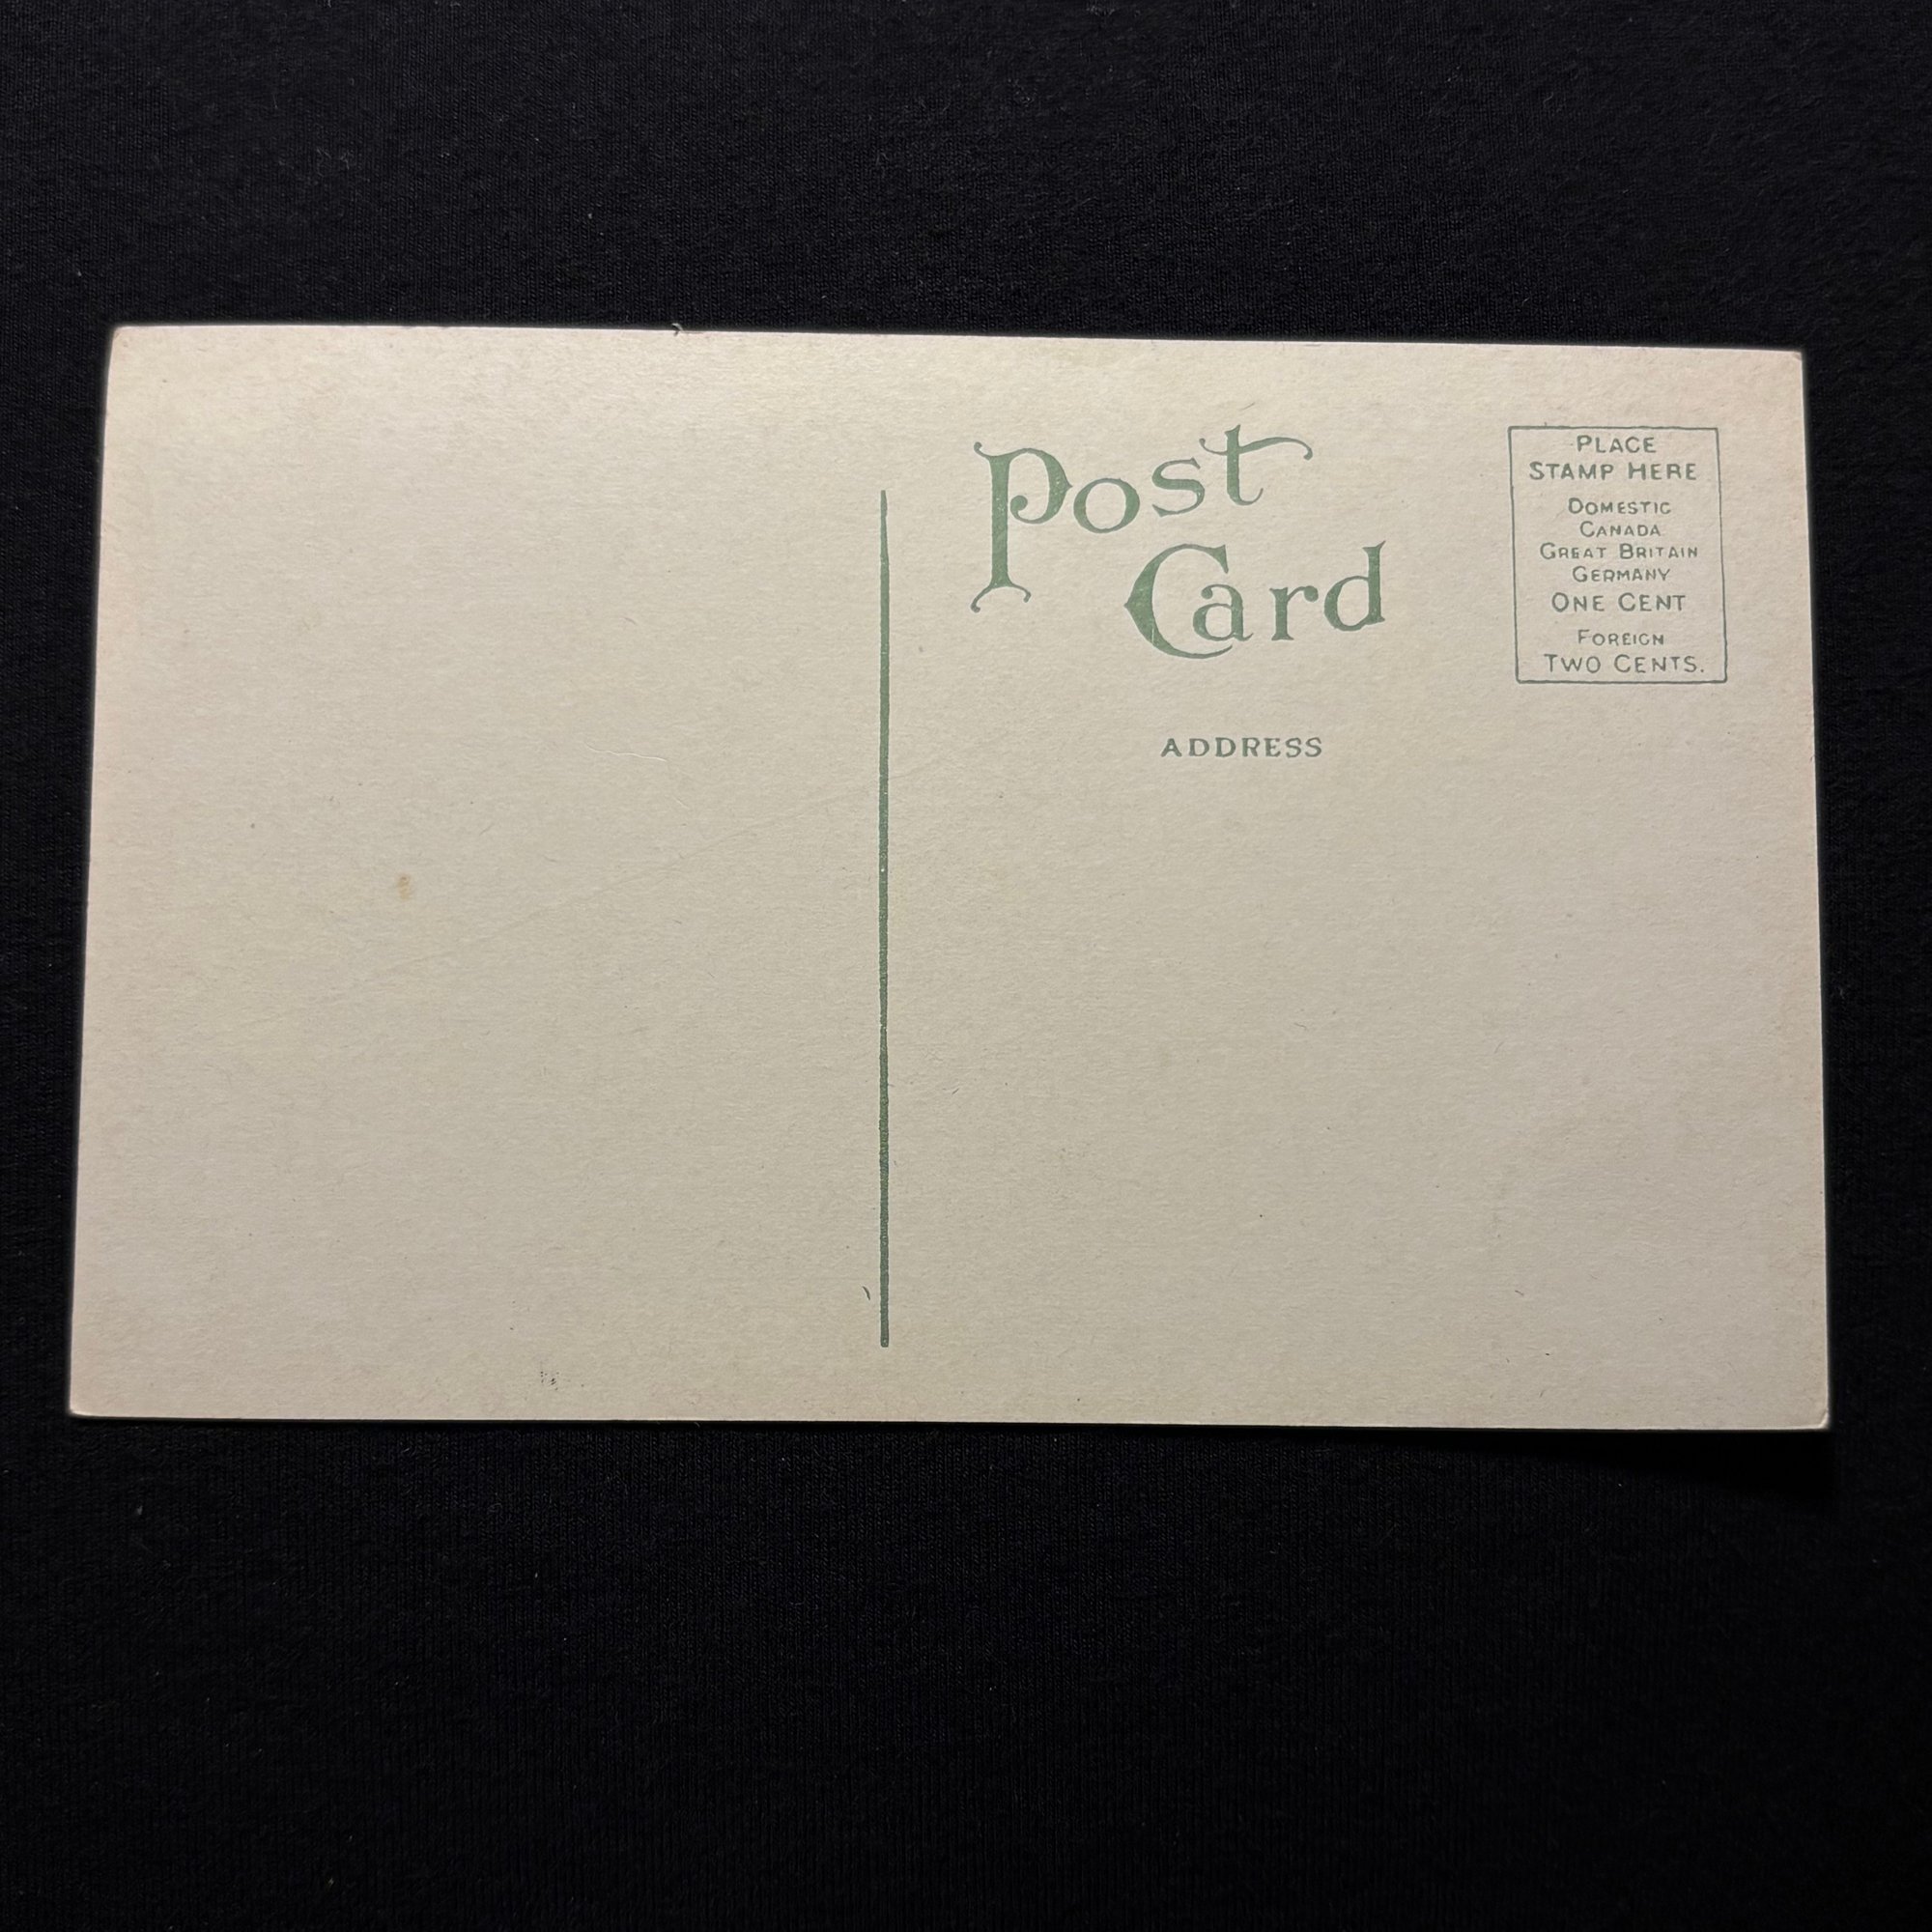 Post
Card
PLACE
STAMP HERE
DOMESTIC
CANADA
GREAT BRITAIN
GERMANY
ONE CENT
FOREIGN
TWO CENTS.
ADDRESS